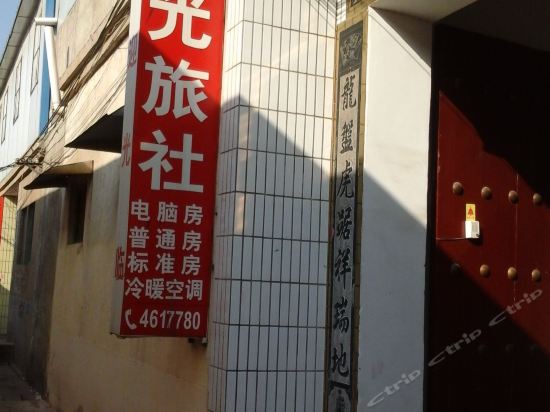 光旅社
电脑房
普通房
标准房
冷暖空调
4617780
龍盤虎踞祥瑞地
ctrip ctrip ctrip